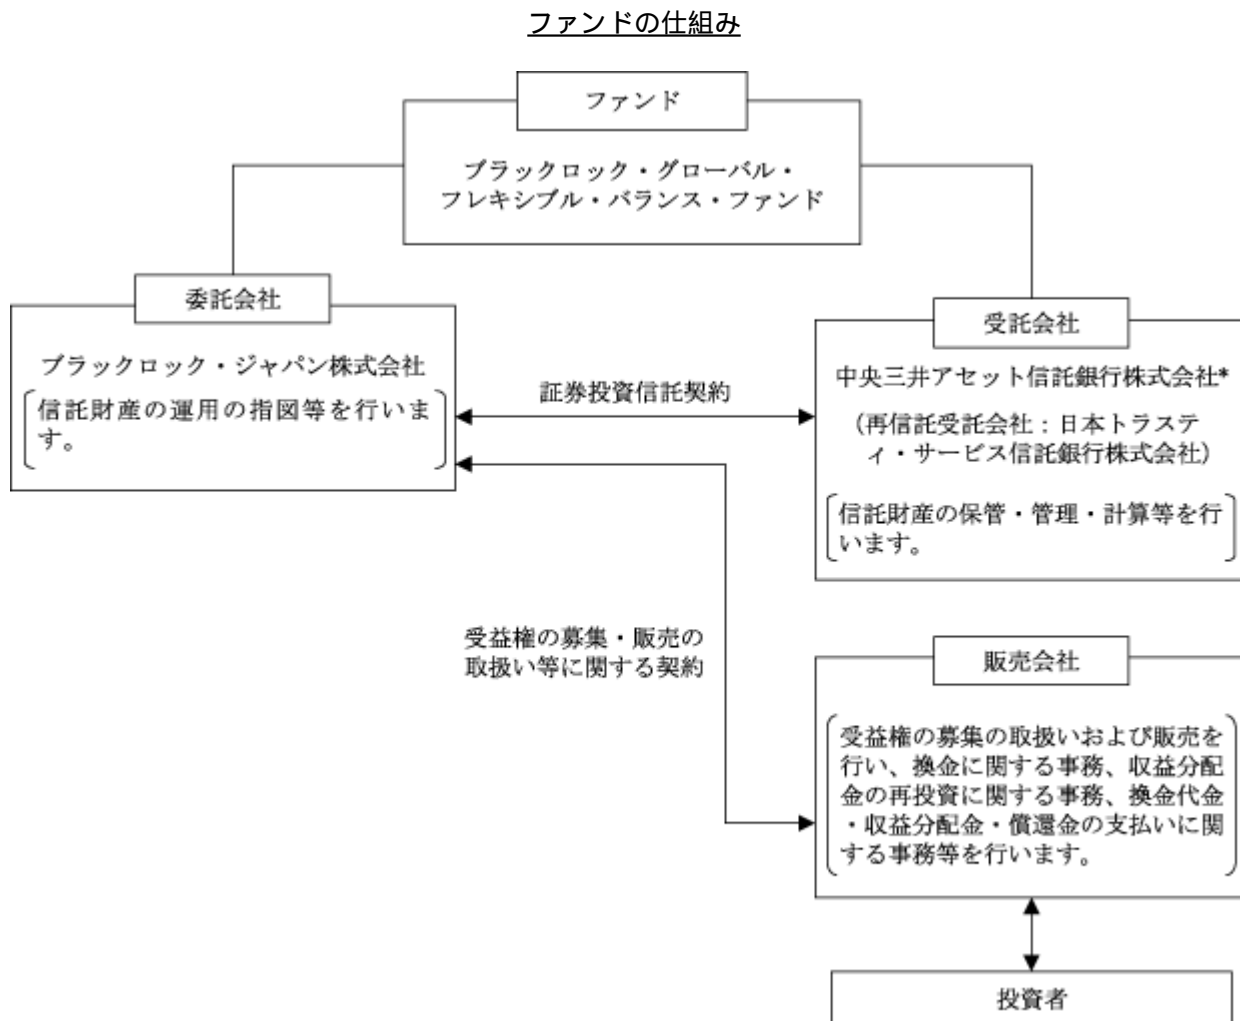 ファンドの仕組み
ファンド
ブラックロック・グローバル・
フレキシブル・バランス・ファンド
委託会社
ブラックロック・ジャパン株式会社
信託財産の運用の指図等を行いま
す。
証券投資信託契約
受託会社
中央三井アセット信託銀行株式会社*
（再信託受託会社：日本トラステ
ィ・サービス信託銀行株式会社）
信託財産の保管・管理・計算等を行
います。
受益権の募集・販売の
取扱い等に関する契約
販売会社
受益権の募集の取扱いおよび販売を
行い、換金に関する事務、収益分配
金の再投資に関する事務、換金代金
・収益分配金・償還金の支払いに関
する事務等を行います。
投資者